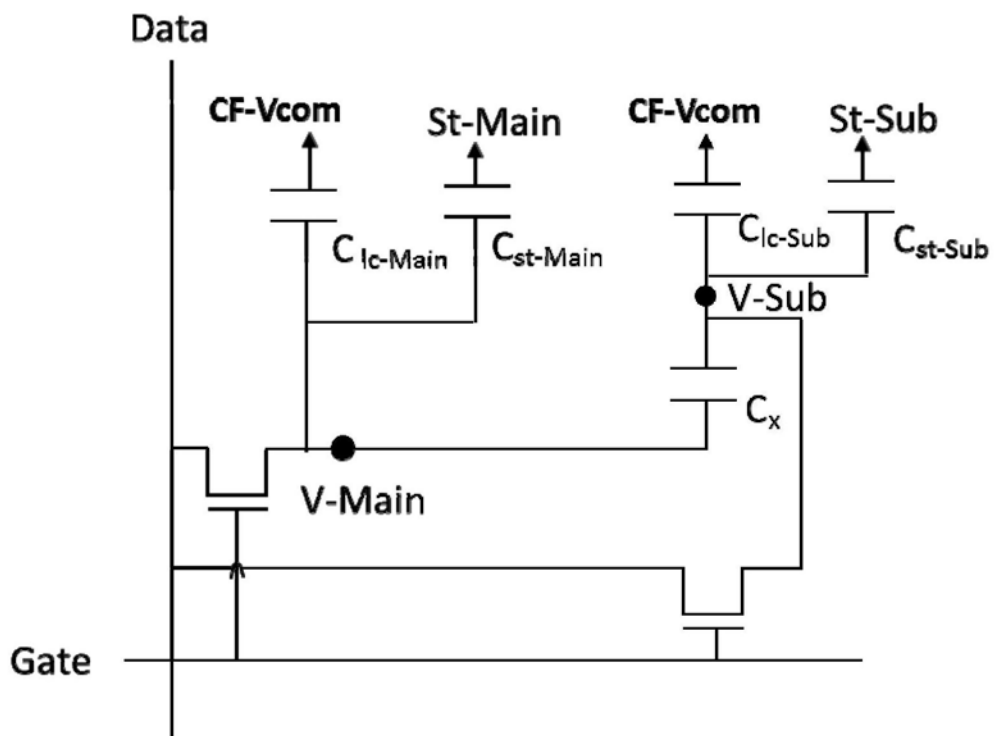 Data
CF-Vcom
St-Main
CF-Vcom
St-Sub
C lc-Main
Cst-Main
Clc-Sub
Cst-Sub
V-Sub
Cx
V-Main
Gate